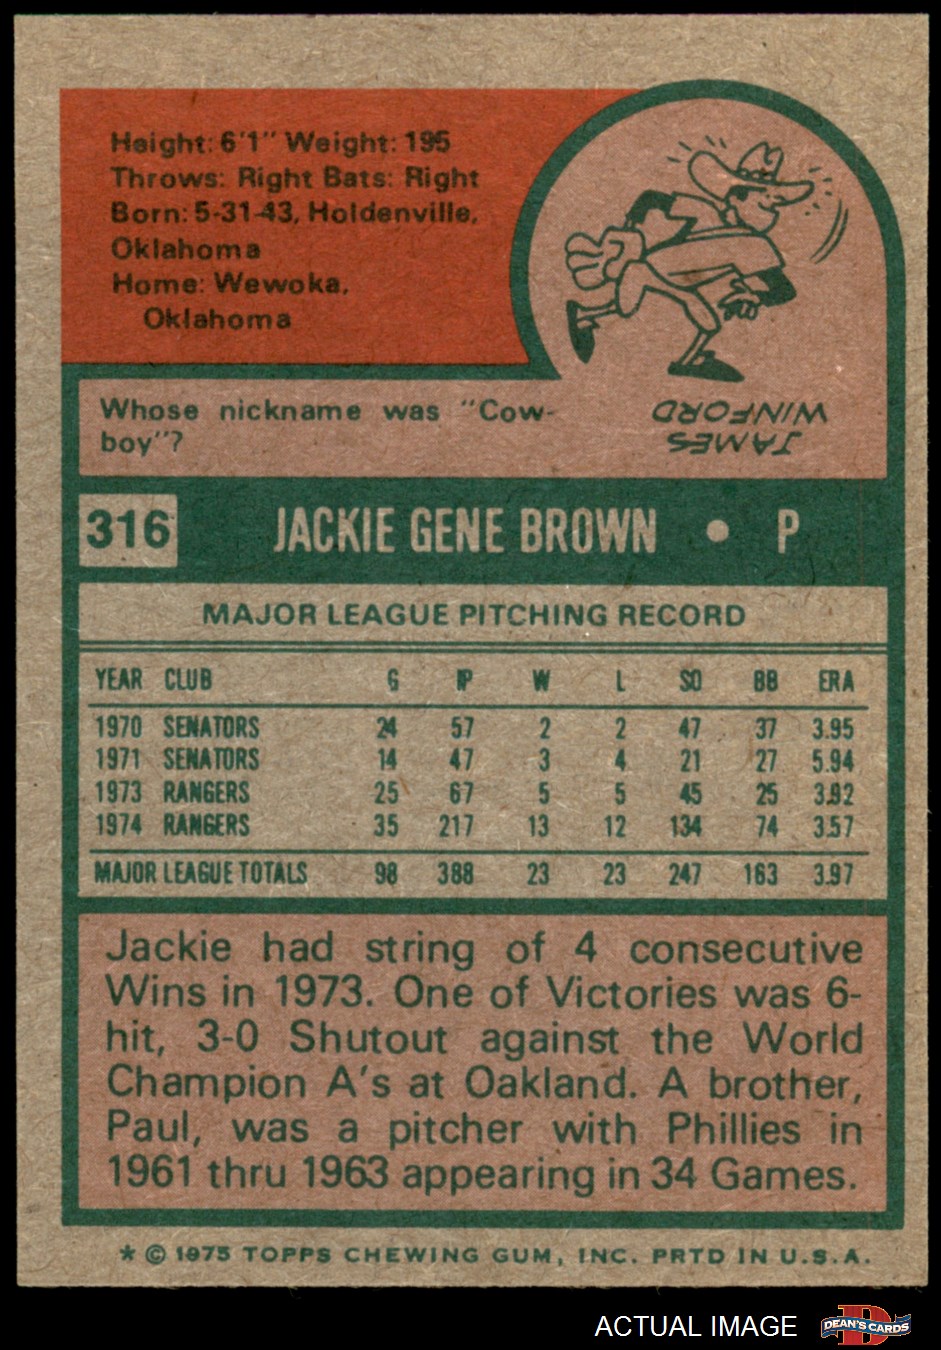 Height: 6'1" Weight: 195
Throws: Right Bats: Right
Born: 5-31-43, Holdenville,
Oklahoma
Home: Wewoka,
Oklahoma
Whose nickname was "Cow-
boy"?
JAMES
WINFORD
316 JACKIE GENE BROWN • P
MAJOR LEAGUE PITCHING RECORD
YEAR CLUB G IP W L SO BB ERA
1970 SENATORS 24 57 2 2 47 37 3.95
1971 SENATORS 14 47 3 4 21 27 5.94
1973 RANGERS 25 67 5 5 45 25 3.92
1974 RANGERS 35 217 13 12 134 74 3.57
MAJOR LEAGUE TOTALS 98 388 23 23 247 163 3.97
Jackie had string of 4 consecutive
Wins in 1973. One of Victories was 6-
hit, 3-0 Shutout against the World
Champion A's at Oakland. A brother,
Paul, was a pitcher with Phillies in
1961 thru 1963 appearing in 34 Games.
* © 1975 TOPPS CHEWING GUM, INC. PRTD IN U.S.A.
ACTUAL IMAGE
D
DEAN'S CARDS